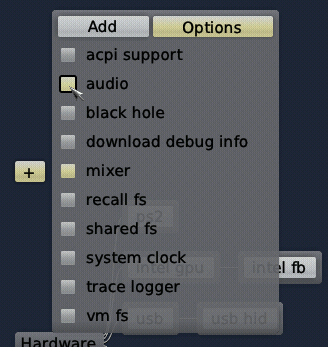 Add
Options
acpi support
audio
black hole
download debug info
+
mixer
recall fs
ps2
shared fs
system clock
intel gpu
intel fb
trace logger
vm fs
usb
usb hid
Hardware